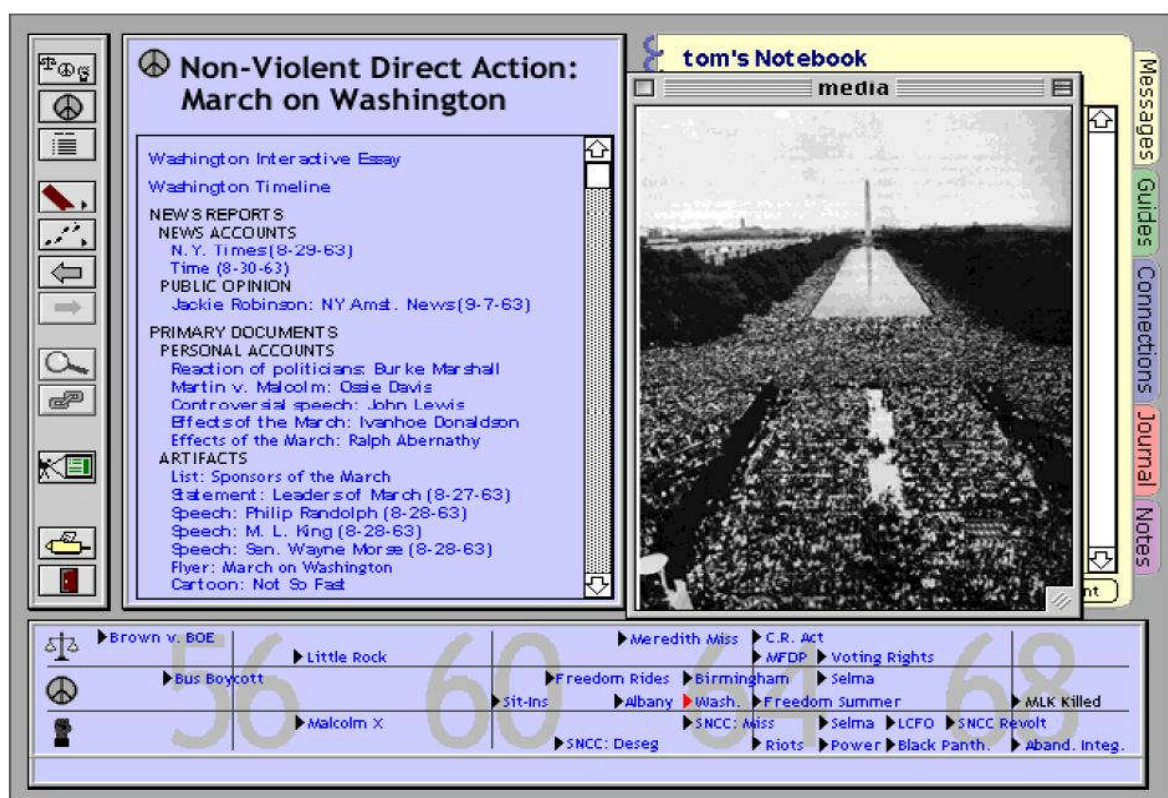 Non-Violent Direct Action:
March on Washington
Washington Interactive Essay
Washington Timeline
NEWS REPORTS
NEWS ACCOUNTS
N.Y. Times (8-29-63)
Time (8-30-63)
PUBLIC OPINION
Jackie Robinson: NY Amst. News (9-7-63)
PRIMARY DOCUMENTS
PERSONAL ACCOUNTS
Reaction of politicians: Burke Marshall
Martin v. Malcolm: Ossie Davis
Controversial speech: John Lewis
Effects of the March: Ivanhoe Donaldson
Effects of the March: Ralph Abernathy
ARTIFACTS
List: Sponsors of the March
Statement: Leaders of March (8-27-63)
Speech: Philip Randolph (8-28-63)
Speech: M. L. King (8-28-63)
Speech: Sen. Wayne Morse (8-28-63)
Flyer: March on Washington
Cartoon: Not So Fast
tom's Notebook
media
Messages
Guides
Connections
Journal
Notes
56 60 64 68
Brown v. BOE Meredith Miss C.R. Act
Little Rock MFDP Voting Rights
Bus Boycott Freedom Rides Birmingham Selma
Sit-Ins Albany Wash. Freedom Summer MLK Killed
Malcolm X SNCC: Miss Selma LCFO SNCC Revolt
SNCC: Deseg Riots Power Black Panth. Aband. Integ.